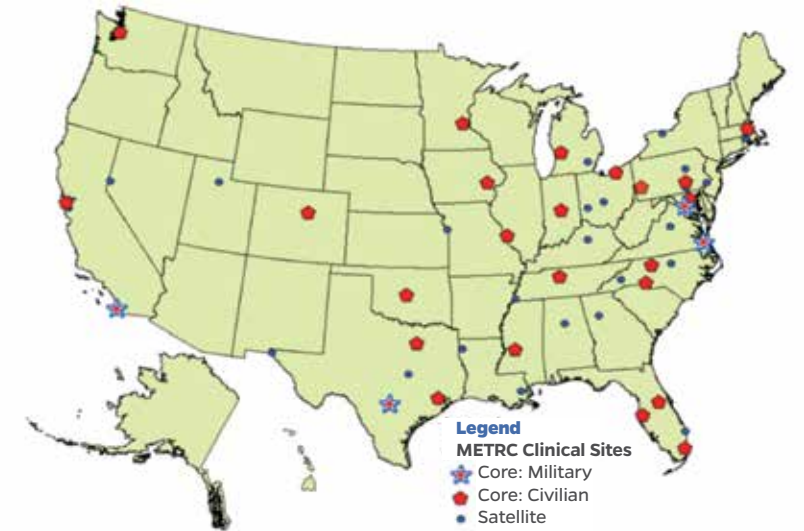 Legend
METRC Clinical Sites
Core: Military
Core: Civilian
Satellite